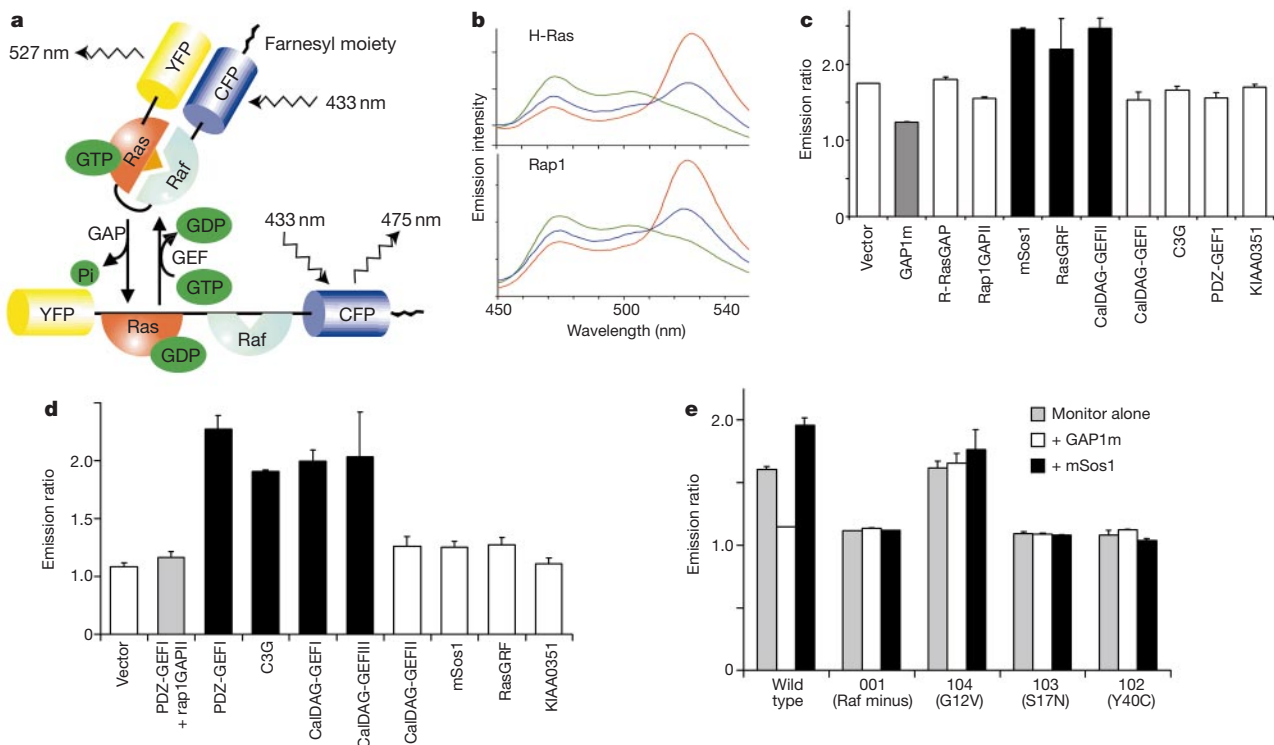 a
527 nm
YFP
CFP
Farnesyl moiety
433 nm
GTP
Ras
Raf
GAP
GDP
GEF
Pi
GTP
433 nm
475 nm
YFP
Ras
GDP
Raf
CFP
b
H-Ras
Rap1
Emission intensity
450
500
540
Wavelength (nm)
c
Emission ratio
2.0
1.0
0
Vector
GAP1m
R-RasGAP
Rap1GAPII
mSos1
RasGRF
CalDAG-GEFII
CalDAG-GEFI
C3G
PDZ-GEF1
KIAA0351
d
Emission ratio
2.0
1.5
1.0
0
Vector
PDZ-GEFI
+ rap1GAPII
PDZ-GEFI
C3G
CalDAG-GEFI
CalDAG-GEFIII
CalDAG-GEFII
mSos1
RasGRF
KIAA0351
e
Emission ratio
2.0
1.0
0
Monitor alone
+ GAP1m
+ mSos1
Wild
type
001
(Raf minus)
104
(G12V)
103
(S17N)
102
(Y40C)